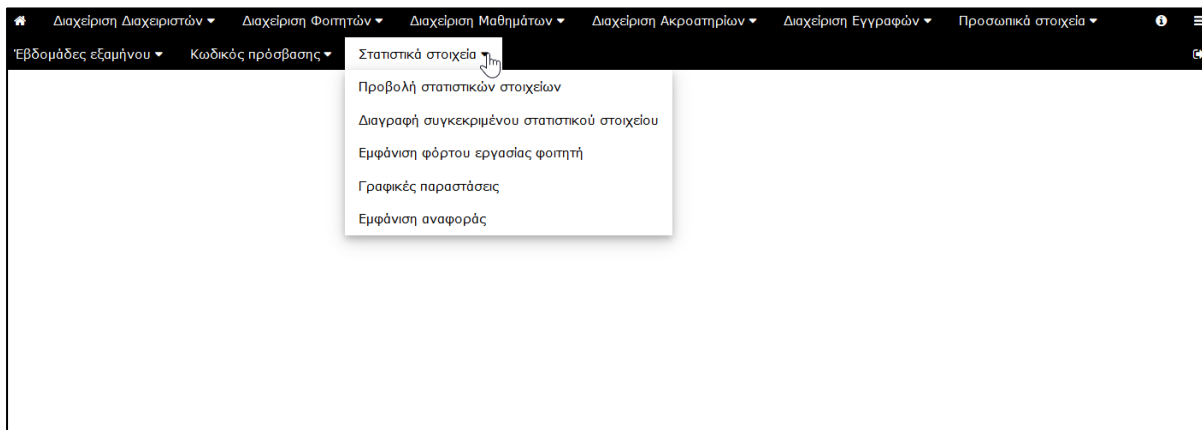 Διαχείριση Διαχειριστών Διαχείριση Φοιτητών Διαχείριση Μαθημάτων Διαχείριση Ακροατηρίων Διαχείριση Εγγραφών Προσωπικά στοιχεία
Έβδομάδες εξαμήνου Κωδικός πρόσβασης Στατιστικά στοιχεία
Προβολή στατιστικών στοιχείων
Διαγραφή συγκεκριμένου στατιστικού στοιχείου
Εμφάνιση φόρτου εργασίας φοιτητή
Γραφικές παραστάσεις
Εμφάνιση αναφοράς